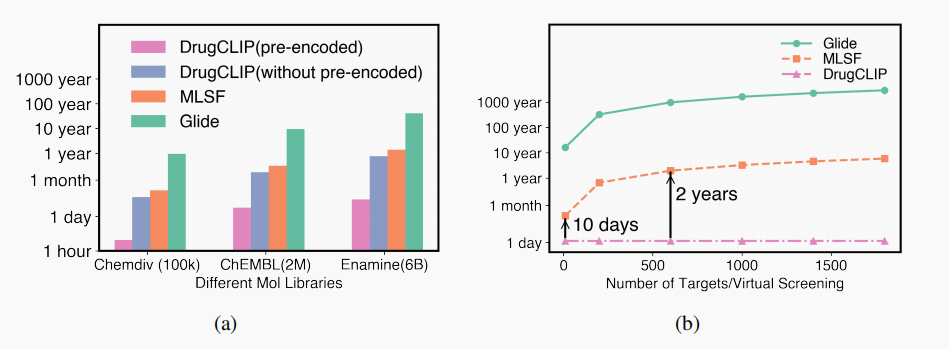 DrugCLIP(pre-encoded)
DrugCLIP(without pre-encoded)
MLSF
Glide
1000 year
100 year
10 year
1 year
1 month
1 day
1 hour
Chemdiv (100k)
ChEMBL(2M)
Enamine(6B)
Different Mol Libraries
(a)
Glide
MLSF
DrugCLIP
1000 year
100 year
10 year
1 year
1 month
1 day
10 days
2 years
0
500
1000
1500
Number of Targets/Virtual Screening
(b)